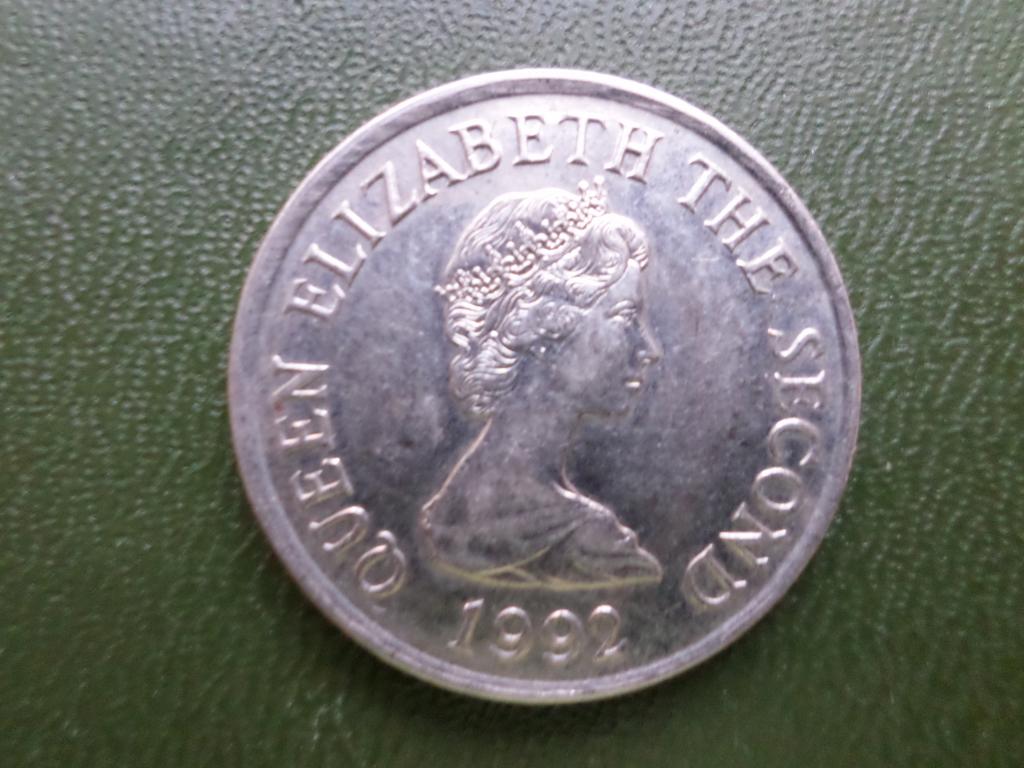 QUEEN ELIZABETH THE SECOND
1992